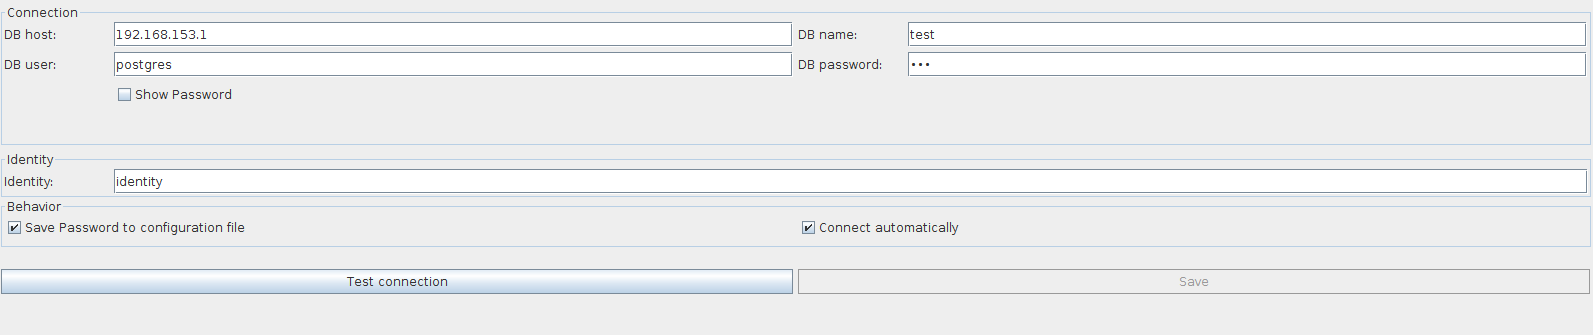 Connection
DB host: 192.168.153.1 DB name: test
DB user: postgres DB password: •••
Show Password
Identity
Identity: identity
Behavior
Save Password to configuration file Connect automatically
Test connection Save